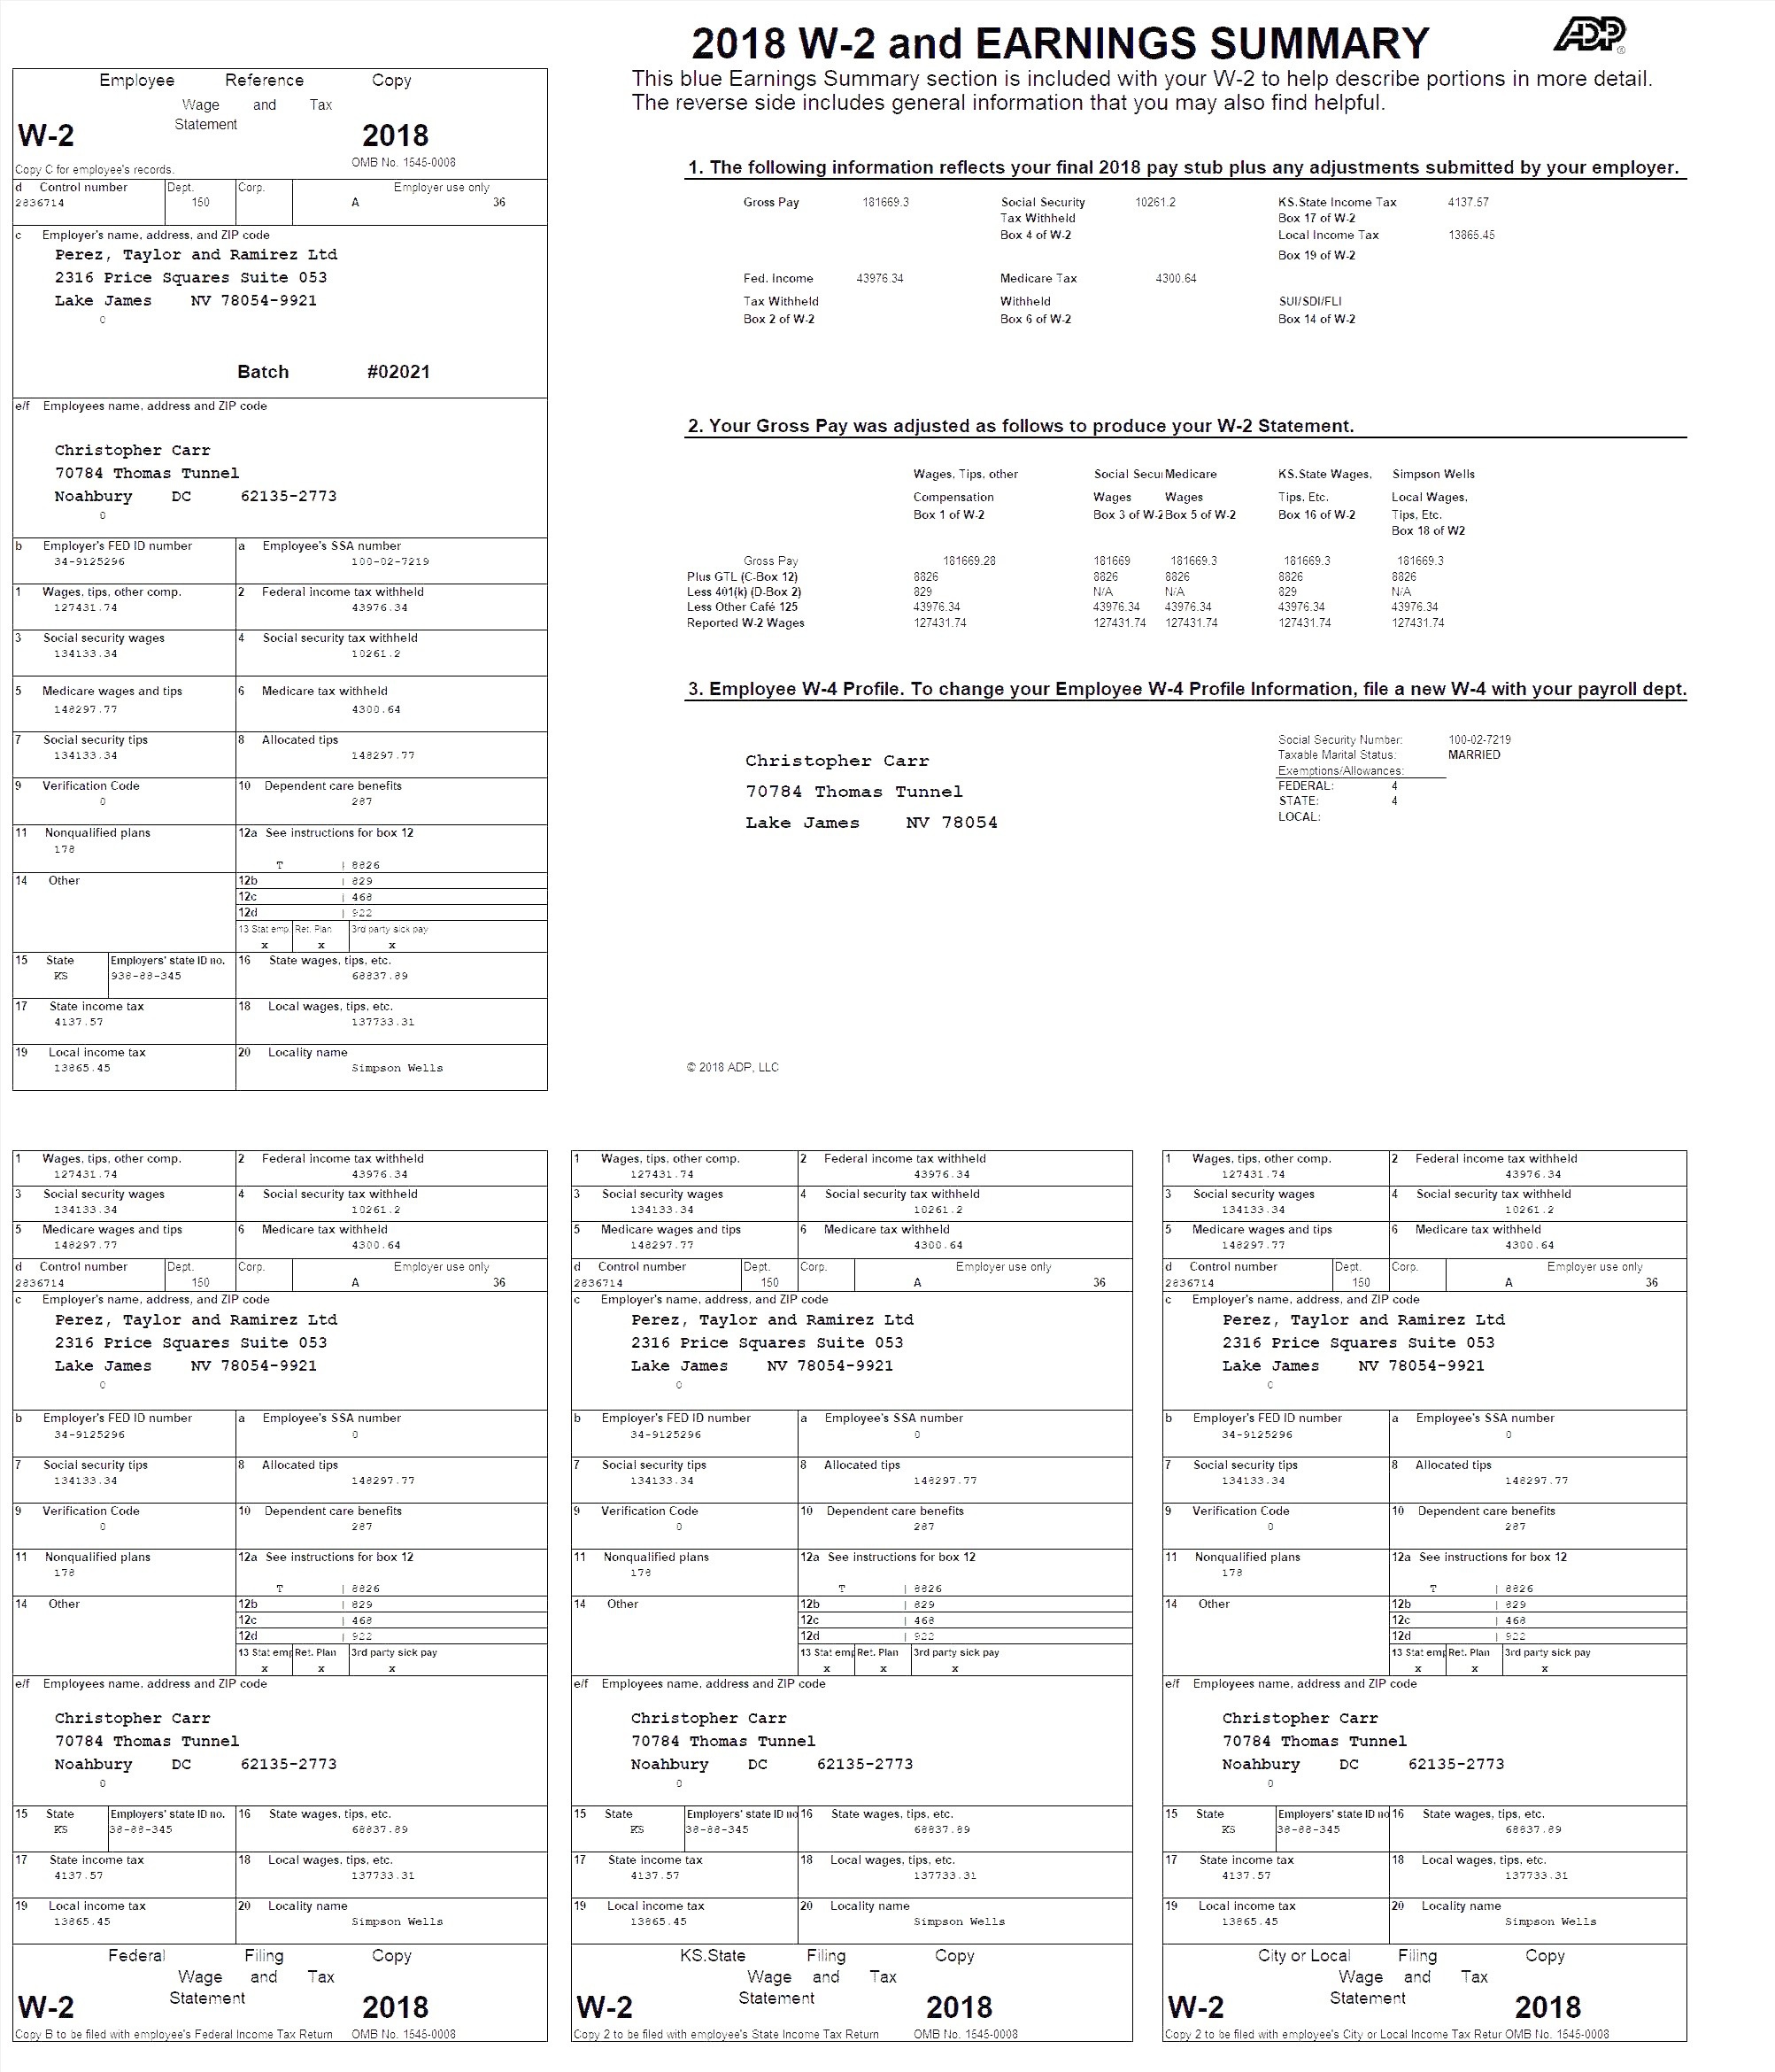 2018 W-2 and EARNINGS SUMMARY
ADP
This blue Earnings Summary section is included with your W-2 to help describe portions in more detail.
The reverse side includes general information that you may also find helpful.
Employee Reference Copy
Wage and Tax
Statement
W-2 2018
OMB No. 1545-0008
Copy C for employee's records.
d Control number Dept. Corp. Employer use only
2836714 150 A 36
c Employer's name, address, and ZIP code
Perez, Taylor and Ramirez Ltd
2316 Price Squares Suite 053
Lake James NV 78054-9921
0
Batch #02021
e/f Employees name, address and ZIP code
Christopher Carr
70784 Thomas Tunnel
Noahbury DC 62135-2773
0
b Employer's FED ID number a Employee's SSA number
34-9125296 100-02-7219
1 Wages, tips, other comp. 2 Federal income tax withheld
127431.74 43976.34
3 Social security wages 4 Social security tax withheld
134133.34 10261.2
5 Medicare wages and tips 6 Medicare tax withheld
148297.77 4300.64
7 Social security tips 8 Allocated tips
134133.34 148297.77
9 Verification Code 10 Dependent care benefits
0 287
11 Nonqualified plans 12a See instructions for box 12
178
T | 8826
14 Other 12b | 829
12c | 468
12d | 922
13 Stat emp. Ret. Plan 3rd party sick pay
x x x
15 State Employers' state ID no. 16 State wages, tips, etc.
KS 938-88-345 68837.89
17 State income tax 18 Local wages, tips, etc.
4137.57 137733.31
19 Local income tax 20 Locality name
13865.45 Simpson Wells
1. The following information reflects your final 2018 pay stub plus any adjustments submitted by your employer.
Gross Pay 181669.3 Social Security 10261.2 KS.State Income Tax 4137.57
Tax Withheld Box 17 of W-2
Box 4 of W-2 Local Income Tax 13865.45
Box 19 of W-2
Fed. Income 43976.34 Medicare Tax 4300.64
Tax Withheld Withheld SUI/SDI/FLI
Box 2 of W-2 Box 6 of W-2 Box 14 of W-2
2. Your Gross Pay was adjusted as follows to produce your W-2 Statement.
Wages, Tips, other Social Secu Medicare KS.State Wages, Simpson Wells
Compensation Wages Wages Tips, Etc. Local Wages,
Box 1 of W-2 Box 3 of W-2 Box 5 of W-2 Box 16 of W-2 Tips, Etc.
Box 18 of W2
Gross Pay 181669.28 181669 181669.3 181669.3 181669.3
Plus GTL (C-Box 12) 8826 8826 8826 8826 8826
Less 401(k) (D-Box 2) 829 N/A N/A 829 N/A
Less Other Café 125 43976.34 43976.34 43976.34 43976.34 43976.34
Reported W-2 Wages 127431.74 127431.74 127431.74 127431.74 127431.74
3. Employee W-4 Profile. To change your Employee W-4 Profile Information, file a new W-4 with your payroll dept.
Christopher Carr
70784 Thomas Tunnel
Lake James NV 78054
Social Security Number: 100-02-7219
Taxable Marital Status: MARRIED
Exemptions/Allowances:
FEDERAL: 4
STATE: 4
LOCAL:
© 2018 ADP, LLC
1 Wages, tips, other comp. 2 Federal income tax withheld
127431.74 43976.34
3 Social security wages 4 Social security tax withheld
134133.34 10261.2
5 Medicare wages and tips 6 Medicare tax withheld
148297.77 4300.64
d Control number Dept. Corp. Employer use only
2836714 150 A 36
c Employer's name, address, and ZIP code
Perez, Taylor and Ramirez Ltd
2316 Price Squares Suite 053
Lake James NV 78054-9921
0
b Employer's FED ID number a Employee's SSA number
34-9125296 0
7 Social security tips 8 Allocated tips
134133.34 148297.77
9 Verification Code 10 Dependent care benefits
0 287
11 Nonqualified plans 12a See instructions for box 12
178
T | 8826
14 Other 12b | 829
12c | 468
12d | 922
13 Stat emp Ret. Plan 3rd party sick pay
x x x
e/f Employees name, address and ZIP code
Christopher Carr
70784 Thomas Tunnel
Noahbury DC 62135-2773
0
15 State Employers' state ID no. 16 State wages, tips, etc.
KS 38-88-345 68837.89
17 State income tax 18 Local wages, tips, etc.
4137.57 137733.31
19 Local income tax 20 Locality name
13865.45 Simpson Wells
Federal Filing Copy
Wage and Tax
Statement
W-2 2018
Copy B to be filed with employee's Federal Income Tax Return OMB No. 1545-0008
1 Wages, tips, other comp. 2 Federal income tax withheld
127431.74 43976.34
3 Social security wages 4 Social security tax withheld
134133.34 10261.2
5 Medicare wages and tips 6 Medicare tax withheld
148297.77 4300.64
d Control number Dept. Corp. Employer use only
2836714 150 A 36
c Employer's name, address, and ZIP code
Perez, Taylor and Ramirez Ltd
2316 Price Squares Suite 053
Lake James NV 78054-9921
0
b Employer's FED ID number a Employee's SSA number
34-9125296 0
7 Social security tips 8 Allocated tips
134133.34 148297.77
9 Verification Code 10 Dependent care benefits
0 287
11 Nonqualified plans 12a See instructions for box 12
178
T | 8826
14 Other 12b | 829
12c | 468
12d | 922
13 Stat emp Ret. Plan 3rd party sick pay
x x x
e/f Employees name, address and ZIP code
Christopher Carr
70784 Thomas Tunnel
Noahbury DC 62135-2773
0
15 State Employers' state ID no 16 State wages, tips, etc.
KS 38-88-345 68837.89
17 State income tax 18 Local wages, tips, etc.
4137.57 137733.31
19 Local income tax 20 Locality name
13865.45 Simpson Wells
KS.State Filing Copy
Wage and Tax
Statement
W-2 2018
Copy 2 to be filed with employee's State Income Tax Return OMB No. 1545-0008
1 Wages, tips, other comp. 2 Federal income tax withheld
127431.74 43976.34
3 Social security wages 4 Social security tax withheld
134133.34 10261.2
5 Medicare wages and tips 6 Medicare tax withheld
148297.77 4300.64
d Control number Dept. Corp. Employer use only
2836714 150 A 36
c Employer's name, address, and ZIP code
Perez, Taylor and Ramirez Ltd
2316 Price Squares Suite 053
Lake James NV 78054-9921
0
b Employer's FED ID number a Employee's SSA number
34-9125296 0
7 Social security tips 8 Allocated tips
134133.34 148297.77
9 Verification Code 10 Dependent care benefits
0 287
11 Nonqualified plans 12a See instructions for box 12
178
T | 8826
14 Other 12b | 829
12c | 468
12d | 922
13 Stat emp Ret. Plan 3rd party sick pay
x x x
e/f Employees name, address and ZIP code
Christopher Carr
70784 Thomas Tunnel
Noahbury DC 62135-2773
0
15 State Employers' state ID no 16 State wages, tips, etc.
KS 38-88-345 68837.89
17 State income tax 18 Local wages, tips, etc.
4137.57 137733.31
19 Local income tax 20 Locality name
13865.45 Simpson Wells
City or Local Filing Copy
Wage and Tax
Statement
W-2 2018
Copy 2 to be filed with employee's City or Local Income Tax Retur OMB No. 1545-0008